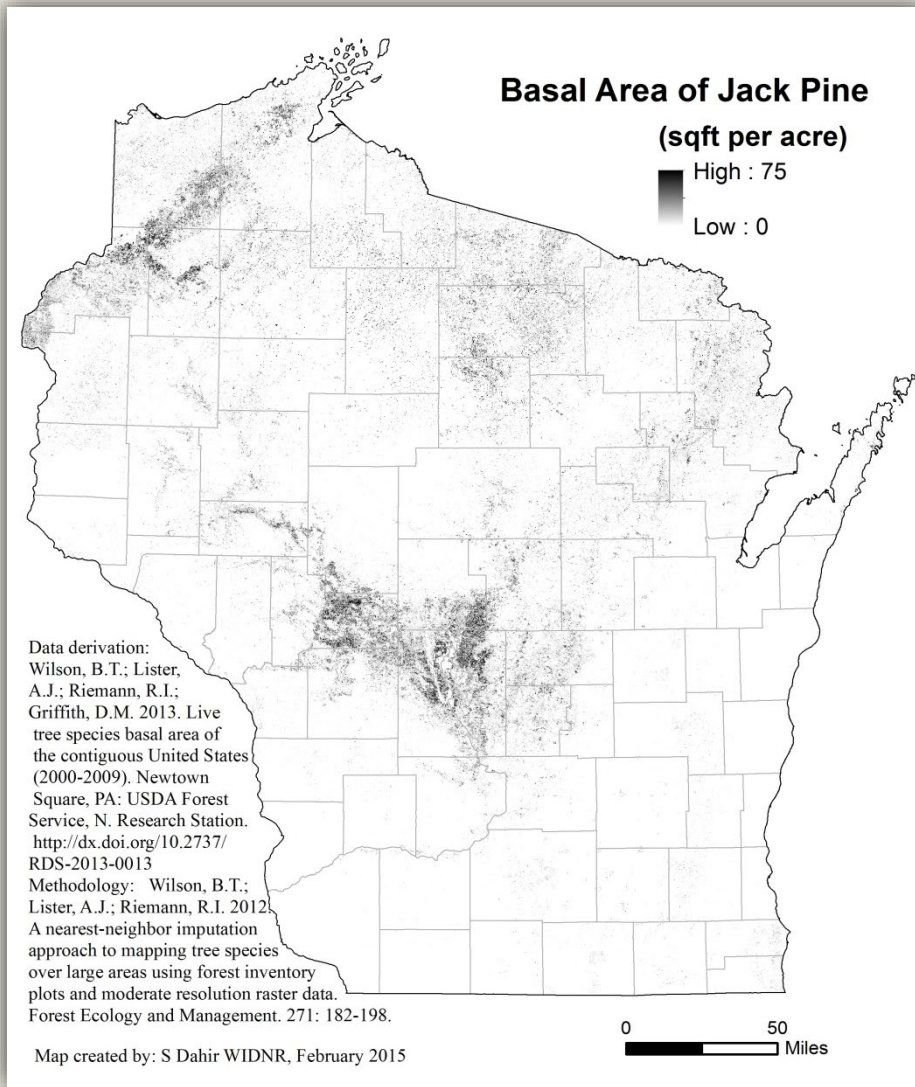 Basal Area of Jack Pine
(sqft per acre)
High : 75
Low : 0
Data derivation:
Wilson, B.T.; Lister,
A.J.; Riemann, R.I.;
Griffith, D.M. 2013. Live
tree species basal area of
the contiguous United States
(2000-2009). Newtown
Square, PA: USDA Forest
Service, N. Research Station.
http://dx.doi.org/10.2737/
RDS-2013-0013
Methodology: Wilson, B.T.;
Lister, A.J.; Riemann, R.I. 2012.
A nearest-neighbor imputation
approach to mapping tree species
over large areas using forest inventory
plots and moderate resolution raster data.
Forest Ecology and Management. 271: 182-198.
Map created by: S Dahir WIDNR, February 2015
0 50
Miles